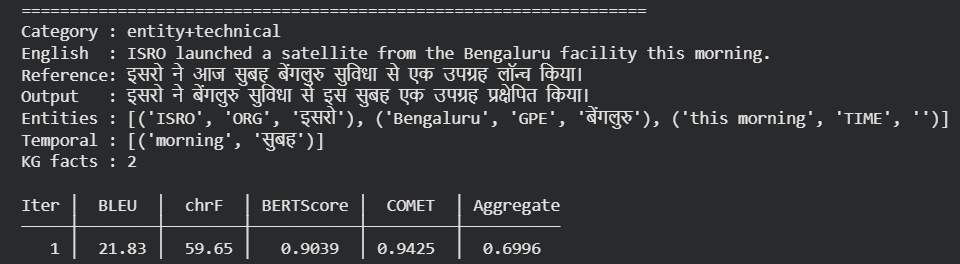 =================================================================
Category : entity+technical
English  : ISRO launched a satellite from the Bengaluru facility this morning.
Reference: इसरो ने आज सुबह बेंगलुरु सुविधा से एक उपग्रह लॉन्च किया।
Output   : इसरो ने बेंगलुरु सुविधा से इस सुबह एक उपग्रह प्रक्षेपित किया।
Entities : [('ISRO', 'ORG', 'इसरो'), ('Bengaluru', 'GPE', 'बेंगलुरु'), ('this morning', 'TIME', '')]
Temporal : [('morning', 'सुबह')]
KG facts : 2
Iter │ BLEU │ chrF │ BERTScore │ COMET │ Aggregate
1 │ 21.83 │ 59.65 │ 0.9039 │ 0.9425 │ 0.6996